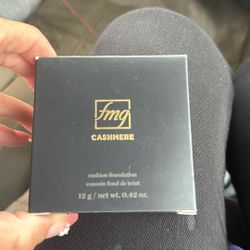 fmg
CASHMERE
cushion foundation
coussin fond de teint
12 g / net wt. 0.42 oz.